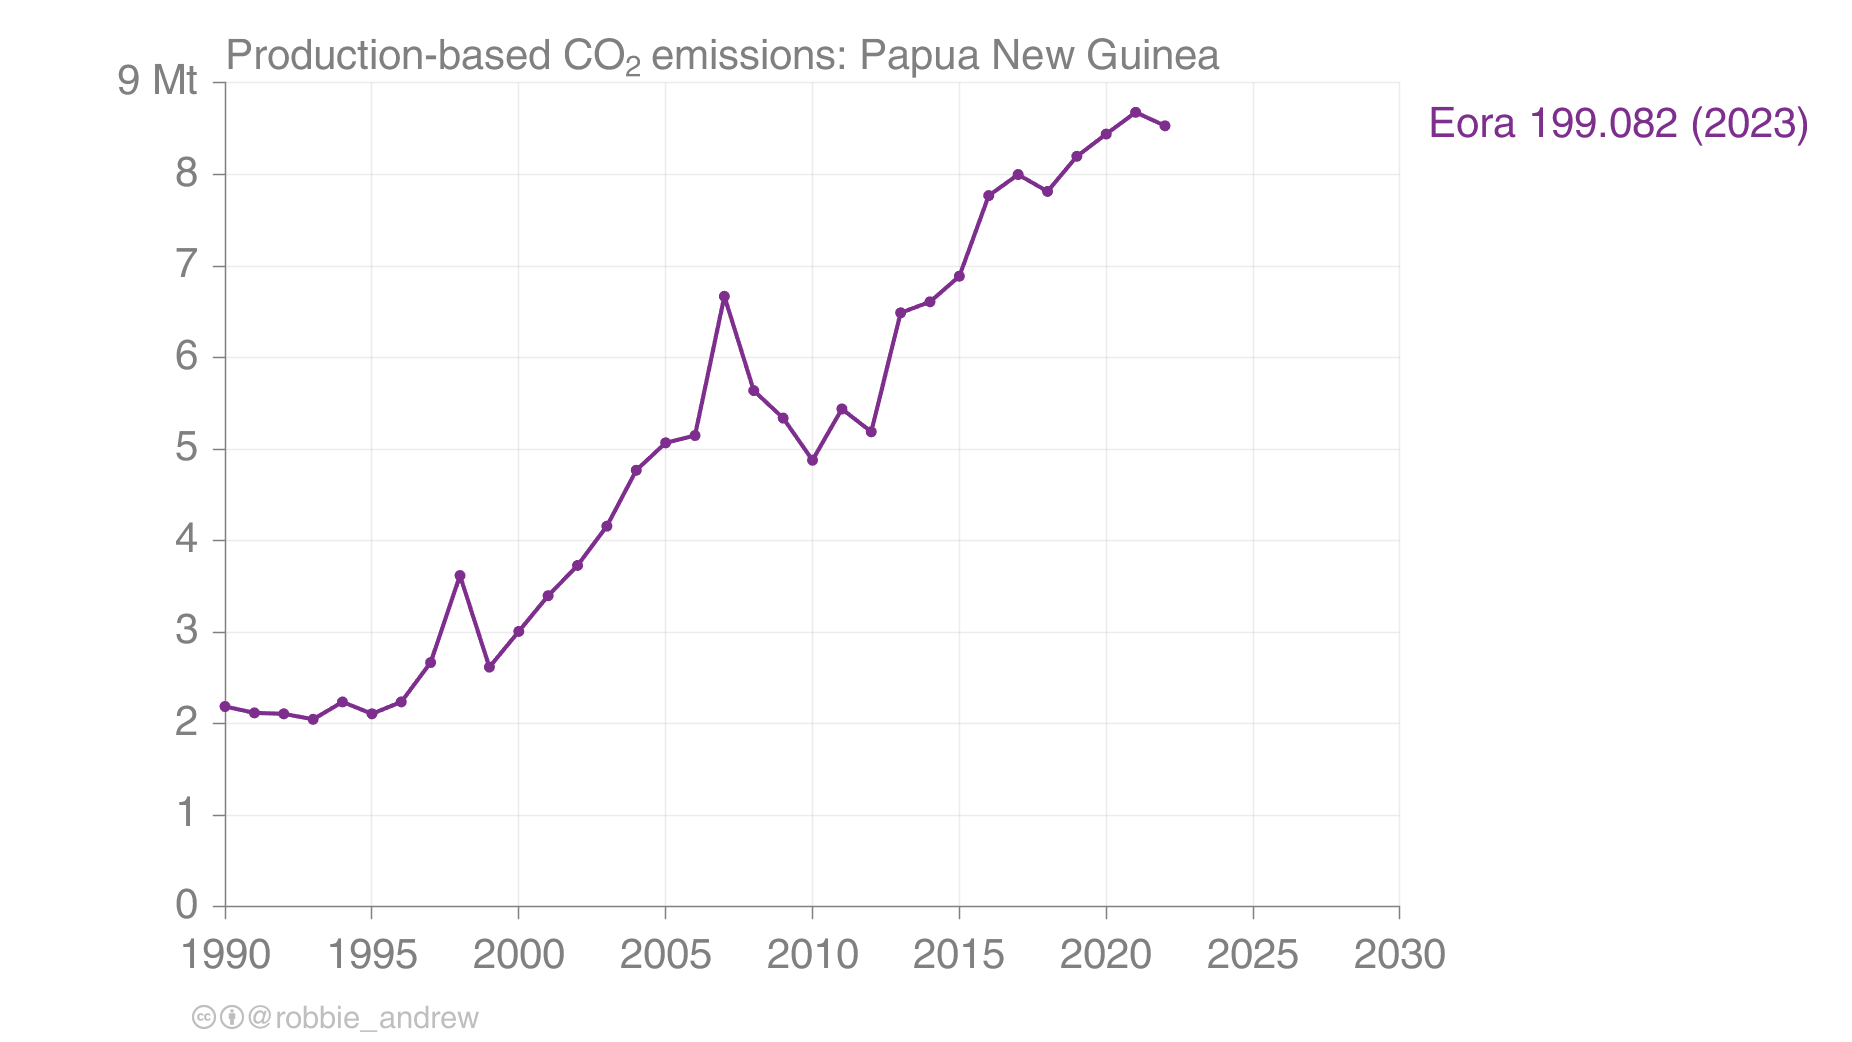 Production-based CO₂ emissions: Papua New Guinea
9 Mt
8
7
6
5
4
3
2
1
0
1990 1995 2000 2005 2010 2015 2020 2025 2030
Eora 199.082 (2023)
cc @robbie_andrew